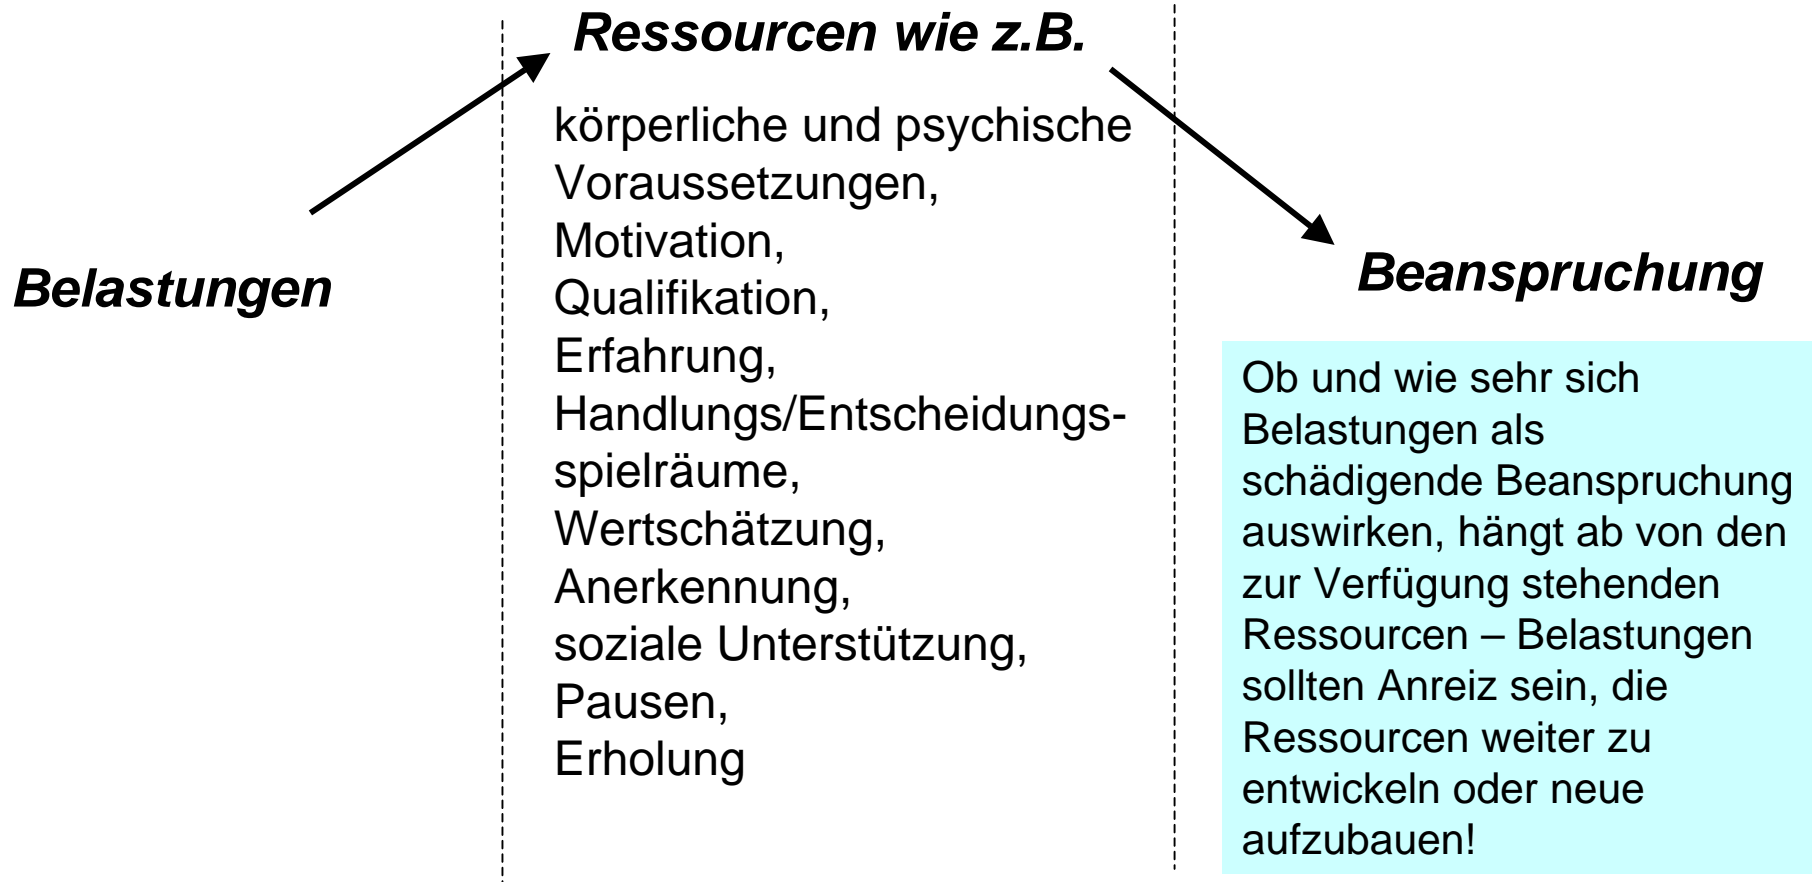 Belastungen
Ressourcen wie z.B.
körperliche und psychische
Voraussetzungen,
Motivation,
Qualifikation,
Erfahrung,
Handlungs/Entscheidungs-
spielräume,
Wertschätzung,
Anerkennung,
soziale Unterstützung,
Pausen,
Erholung
Beanspruchung
Ob und wie sehr sich
Belastungen als
schädigende Beanspruchung
auswirken, hängt ab von den
zur Verfügung stehenden
Ressourcen – Belastungen
sollten Anreiz sein, die
Ressourcen weiter zu
entwickeln oder neue
aufzubauen!